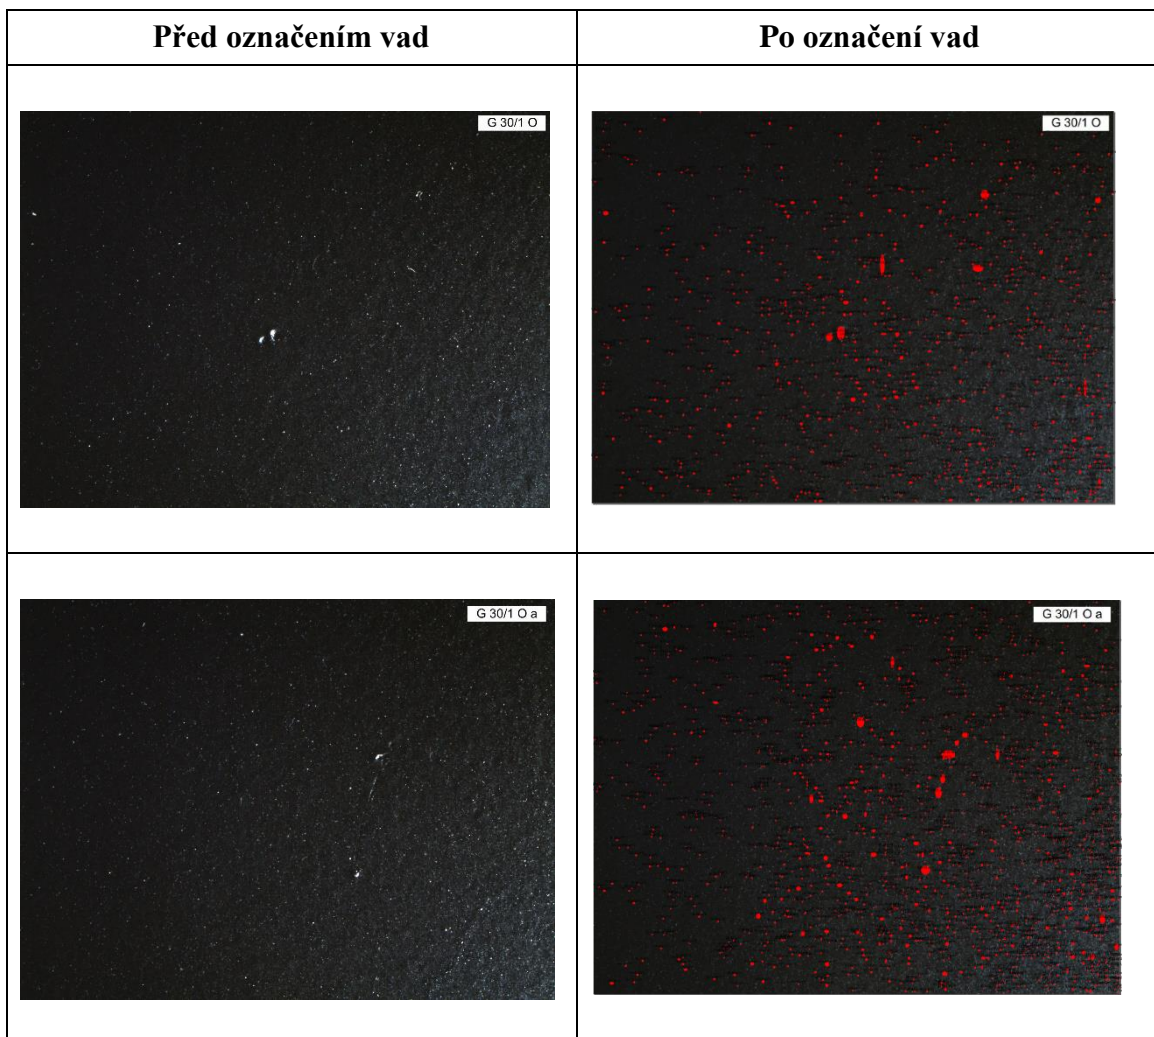 Před označením vad
Po označení vad
G 30/1 O
G 30/1 O
G 30/1 O a
G 30/1 O a